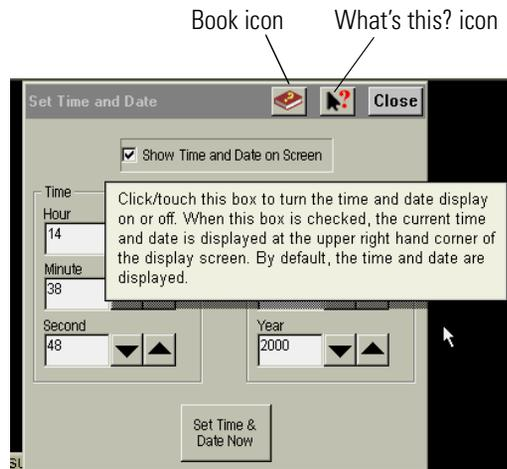 Book icon
What's this? icon
Set Time and Date
Close
Show Time and Date on Screen
Time
Hour
14
Click/touch this box to turn the time and date display
on or off. When this box is checked, the current time
and date is displayed at the upper right hand corner of
the display screen. By default, the time and date are
displayed.
Minute
38
Second
48
Year
2000
Set Time &
Date Now